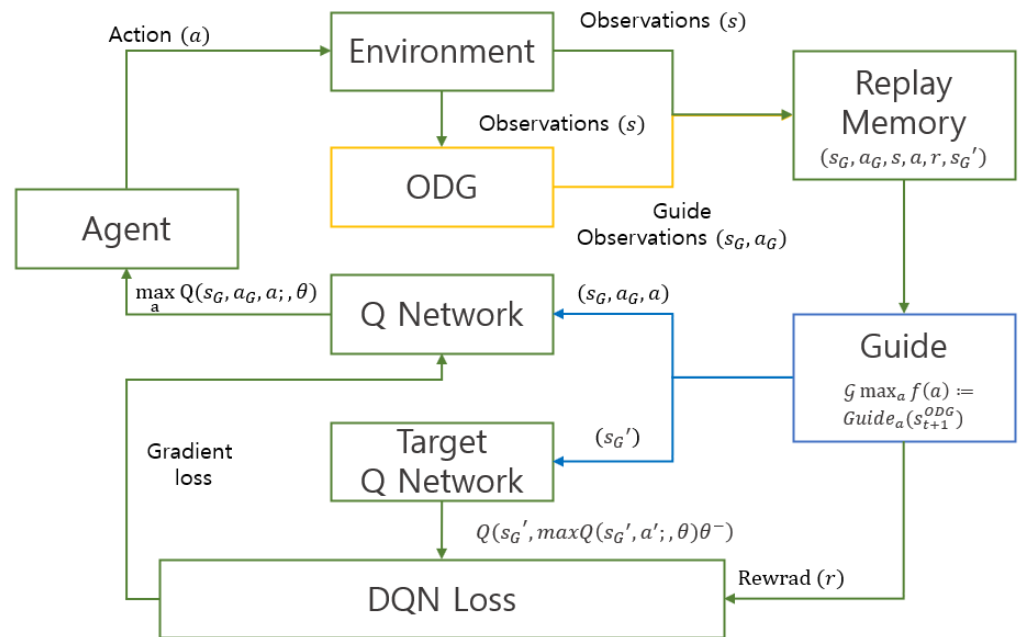 Action (a)
Observations (s)
Environment
Replay
Memory
(s_G, a_G, s, a, r, s_G′)
Observations (s)
ODG
Agent
Guide
Observations (s_G, a_G)
max_a Q(s_G, a_G, a; , θ)
Q Network
(s_G, a_G, a)
Guide
𝒢 max_a f(a) ≔
Guide_a(s_{t+1}^{ODG})
Gradient
loss
Target
Q Network
(s_G′)
Q(s_G′, maxQ(s_G′, a′; , θ)θ⁻)
DQN Loss
Rewrad (r)